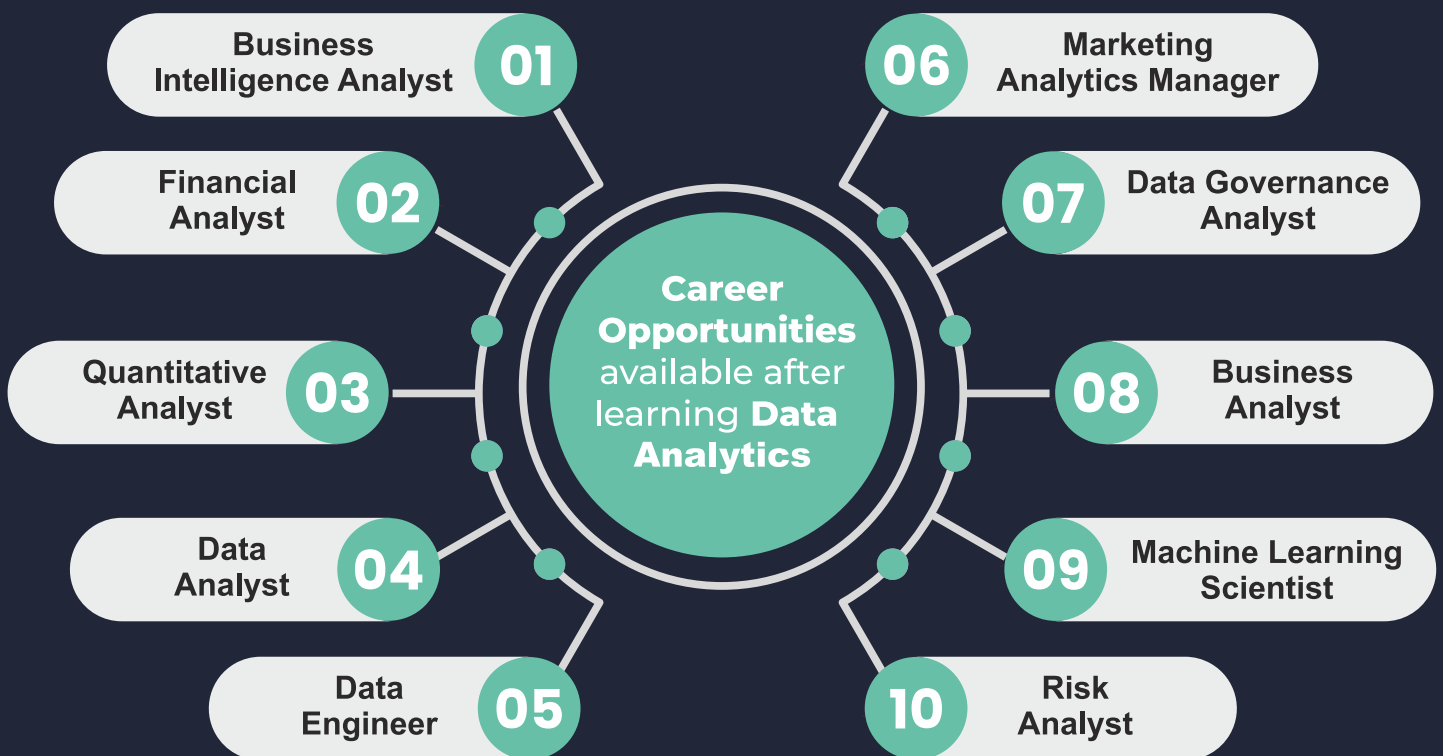 Business
Intelligence Analyst
01
Financial
Analyst
02
Quantitative
Analyst
03
Data
Analyst
04
Data
Engineer
05
Career
Opportunities
available after
learning Data
Analytics
06
Marketing
Analytics Manager
07
Data Governance
Analyst
08
Business
Analyst
09
Machine Learning
Scientist
10
Risk
Analyst